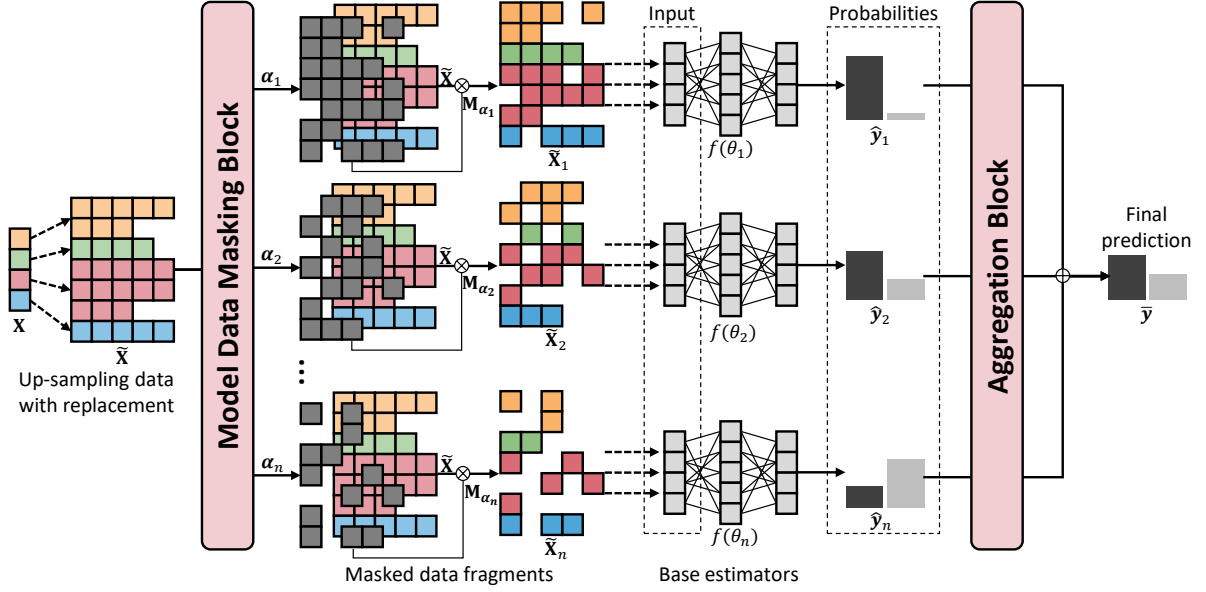 Input
Probabilities
Model Data Masking Block
Aggregation Block
α₁
X̃
M_α₁
X̃₁
f(θ₁)
ŷ₁
α₂
X̃
M_α₂
X̃₂
f(θ₂)
ŷ₂
Final
prediction
ȳ
X
X̃
Up-sampling data
with replacement
...
αₙ
X̃
M_αₙ
X̃ₙ
f(θₙ)
ŷₙ
Masked data fragments
Base estimators